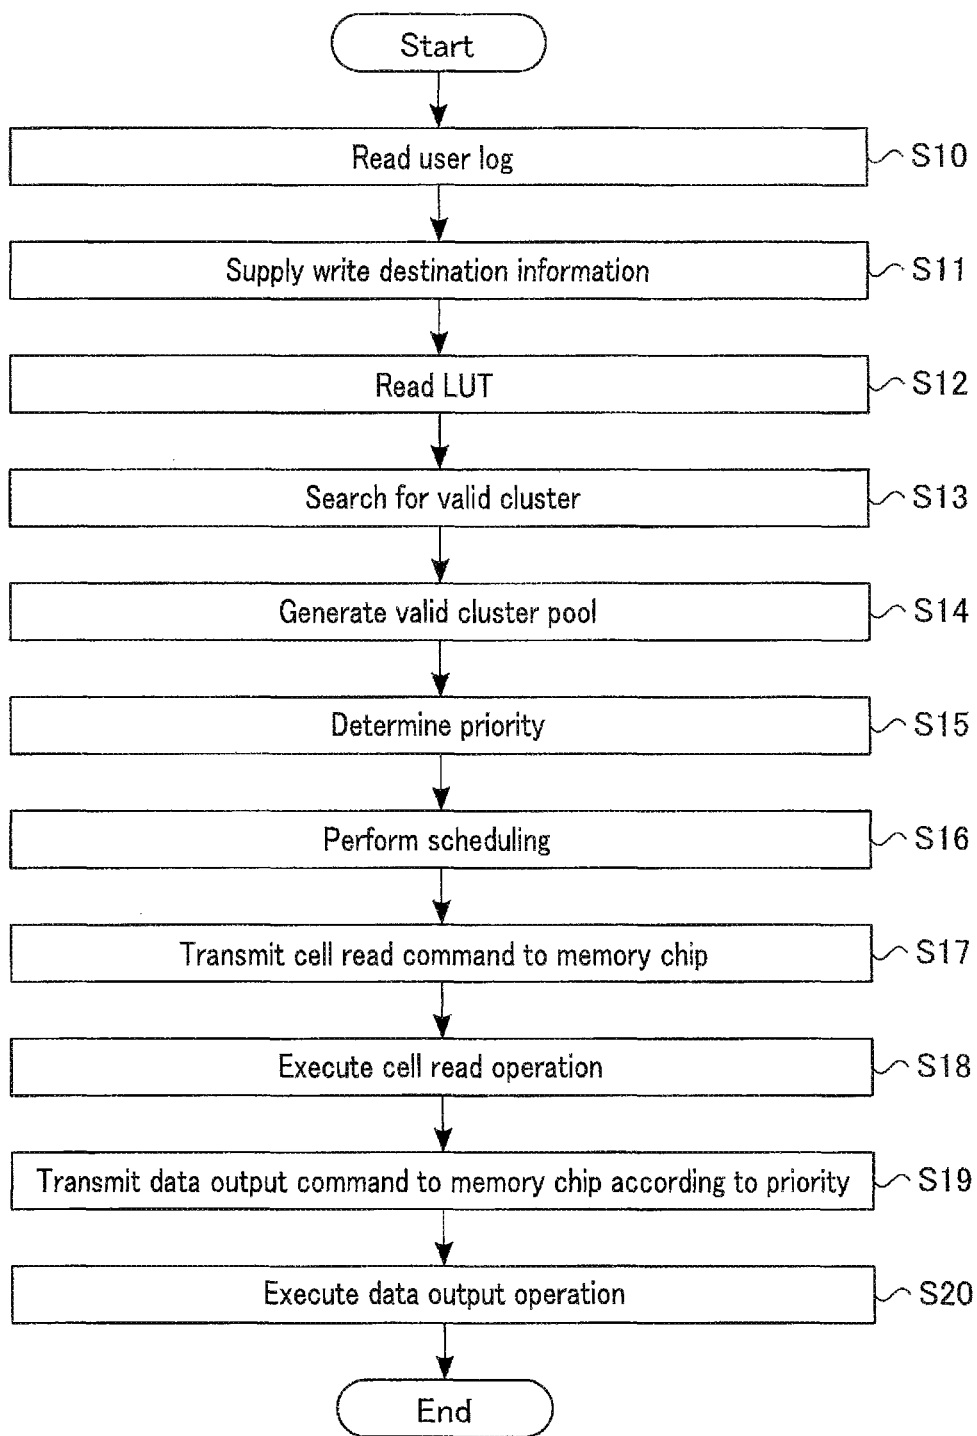 Start
Read user log S10
Supply write destination information S11
Read LUT S12
Search for valid cluster S13
Generate valid cluster pool S14
Determine priority S15
Perform scheduling S16
Transmit cell read command to memory chip S17
Execute cell read operation S18
Transmit data output command to memory chip according to priority S19
Execute data output operation S20
End